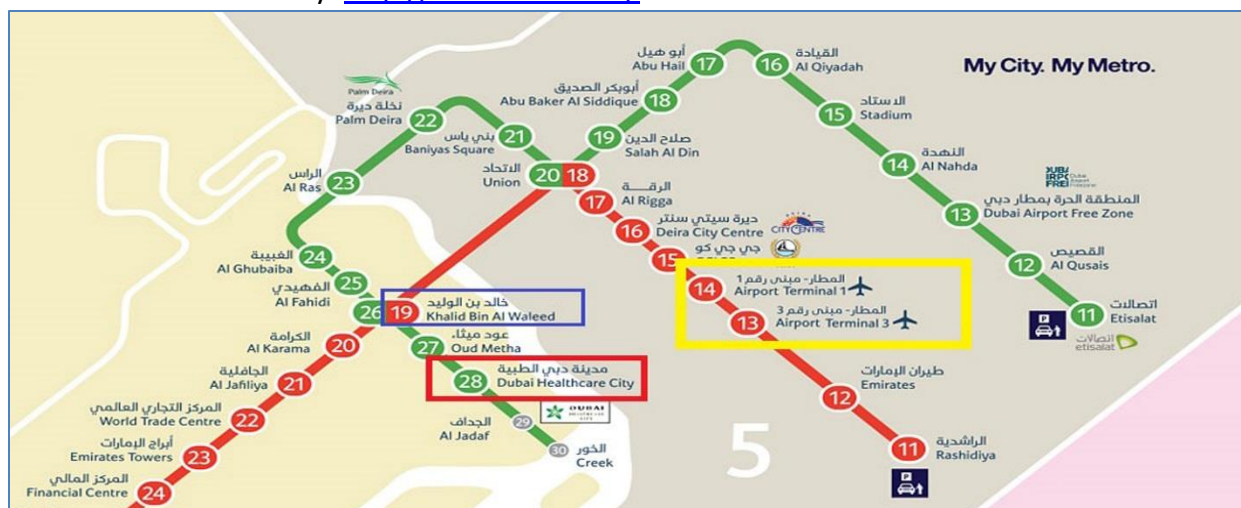 My City. My Metro.
أبو هيل
Abu Hail
17
16
القيادة
Al Qiyadah
أبوبكر الصديق
Abu Baker Al Siddique
18
15
الاستاد
Stadium
Palm Deira
نخلة ديرة
Palm Deira
22
21
بني ياس
Baniyas Square
19
صلاح الدين
Salah Al Din
14
النهدة
Al Nahda
الراس
Al Ras
23
الاتحاد
Union
20
18
17
الرقــــة
Al Rigga
13
المنطقة الحرة بمطار دبي
Dubai Airport Free Zone
16
ديرة سيتي سنتر
Deira City Centre
CITY CENTRE
15
جي جي كو
12
القصيص
Al Qusais
الغبيبة
Al Ghubaiba
24
14
المطار- مبنى رقم 1
Airport Terminal 1
الفهيدي
Al Fahidi
25
13
المطار- مبنى رقم 3
Airport Terminal 3
11
اتصالات
Etisalat
P
اتصالات
etisalat
26
19
خالد بن الوليد
Khalid Bin Al Waleed
الكرامة
Al Karama
20
27
عود ميثاء
Oud Metha
الجافلية
Al Jafiliya
21
28
مدينة دبي الطبية
Dubai Healthcare City
12
طيران الإمارات
Emirates
المركز التجاري العالمي
World Trade Centre
22
الجداف
Al Jadaf
29
DUBAI
أبراج الإمارات
Emirates Towers
23
الخور
Creek
30
5
11
الراشدية
Rashidiya
P
المركز المالي
Financial Centre
24